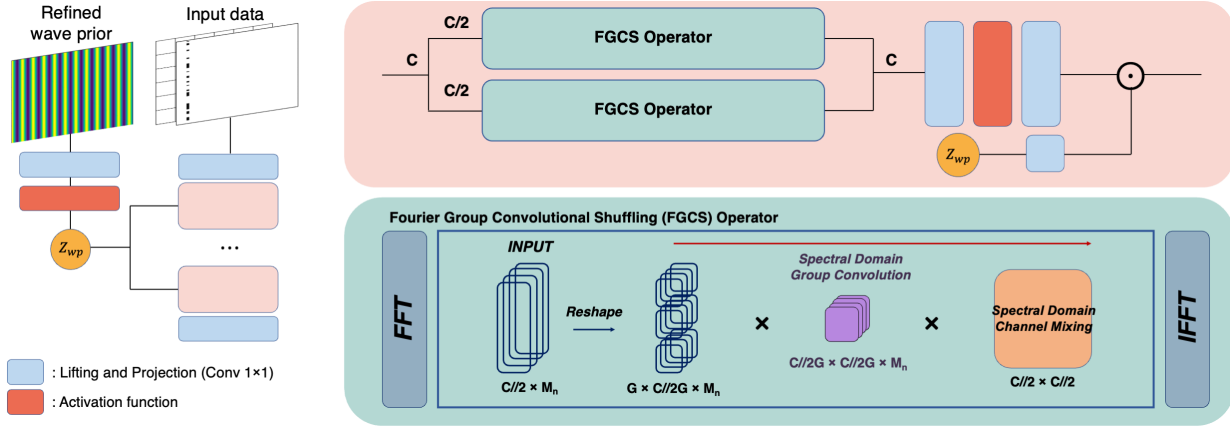 Refined
wave prior
Input data
Z_wp
...
: Lifting and Projection (Conv 1×1)
: Activation function
C
C/2
C/2
FGCS Operator
FGCS Operator
C
Z_wp
Fourier Group Convolutional Shuffling (FGCS) Operator
FFT
INPUT
Reshape
C//2 × M_n
G × C//2G × M_n
×
Spectral Domain
Group Convolution
C//2G × C//2G × M_n
×
Spectral Domain
Channel Mixing
C//2 × C//2
IFFT